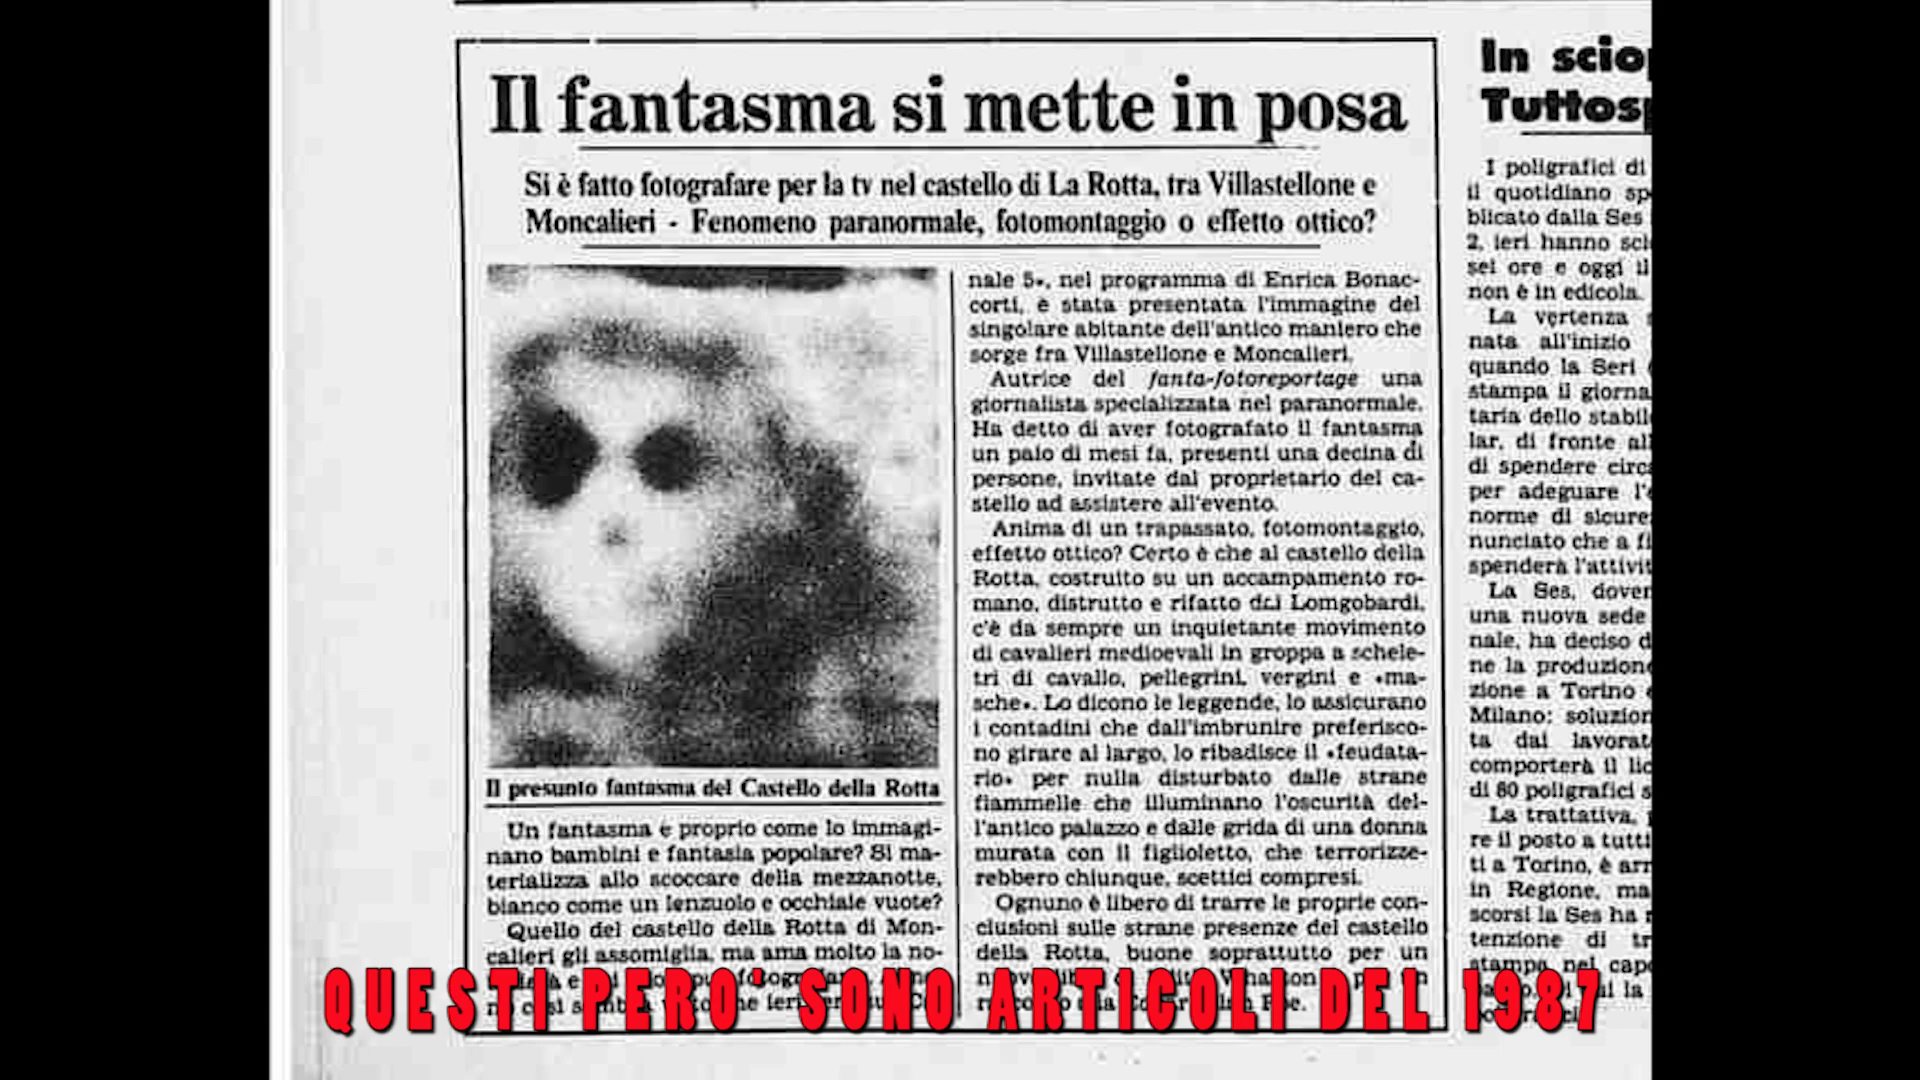 Il fantasma si mette in posa
Si è fatto fotografare per la tv nel castello di La Rotta, tra Villastellone e
Moncalieri - Fenomeno paranormale, fotomontaggio o effetto ottico?
Il presunto fantasma del Castello della Rotta
Un fantasma è proprio come lo immagi-
nano bambini e fantasia popolare? Si ma-
terializza allo scoccare della mezzanotte,
bianco come un lenzuolo e occhiaie vuote?
Quello del castello della Rotta di Mon-
calieri gli assomiglia, ma ama molto la no-
nale 5», nel programma di Enrica Bonac-
corti, è stata presentata l'immagine del
singolare abitante dell'antico maniero che
sorge fra Villastellone e Moncalieri.
Autrice del fanta-fotoreportage una
giornalista specializzata nel paranormale.
Ha detto di aver fotografato il fantasma
un paio di mesi fa, presenti una decina di
persone, invitate dal proprietario del ca-
stello ad assistere all'evento.
Anima di un trapassato, fotomontaggio,
effetto ottico? Certo è che al castello della
Rotta, costruito su un accampamento ro-
mano, distrutto e rifatto dai Lomgobardi,
c'è da sempre un inquietante movimento
di cavalieri medioevali in groppa a schele-
tri di cavallo, pellegrini, vergini e «ma-
sche». Lo dicono le leggende, lo assicurano
i contadini che dall'imbrunire preferisco-
no girare al largo, lo ribadisce il «feudata-
rio» per nulla disturbato dalle strane
fiammelle che illuminano l'oscurità del-
l'antico palazzo e dalle grida di una donna
murata con il figlioletto, che terrorizze-
rebbero chiunque, scettici compresi.
Ognuno è libero di trarre le proprie con-
clusioni sulle strane presenze del castello
della Rotta, buone soprattutto per un
In sciop
Tuttosp
I poligrafici di
il quotidiano sp
blicato dalla Ses
2, ieri hanno sci
sei ore e oggi il
non è in edicola.
La vertenza
nata all'inizio
quando la Seri
stampa il giorna
taria dello stabil
lar, di fronte all
di spendere circ
per adeguare l'
norme di sicure
nunciato che a fi
spenderà l'attivit
La Ses, dover
una nuova sede
nale, ha deciso d
ne la produzione
zione a Torino
Milano: soluzion
ta dai lavorat
comporterà il lic
di 80 poligrafici s
La trattativa,
re il posto a tutti
ti a Torino, è arr
in Regione, ma
scorsi la Ses ha
tenzione di tr
stampa nel capo
QUESTI PERO' SONO ARTICOLI DEL 1987